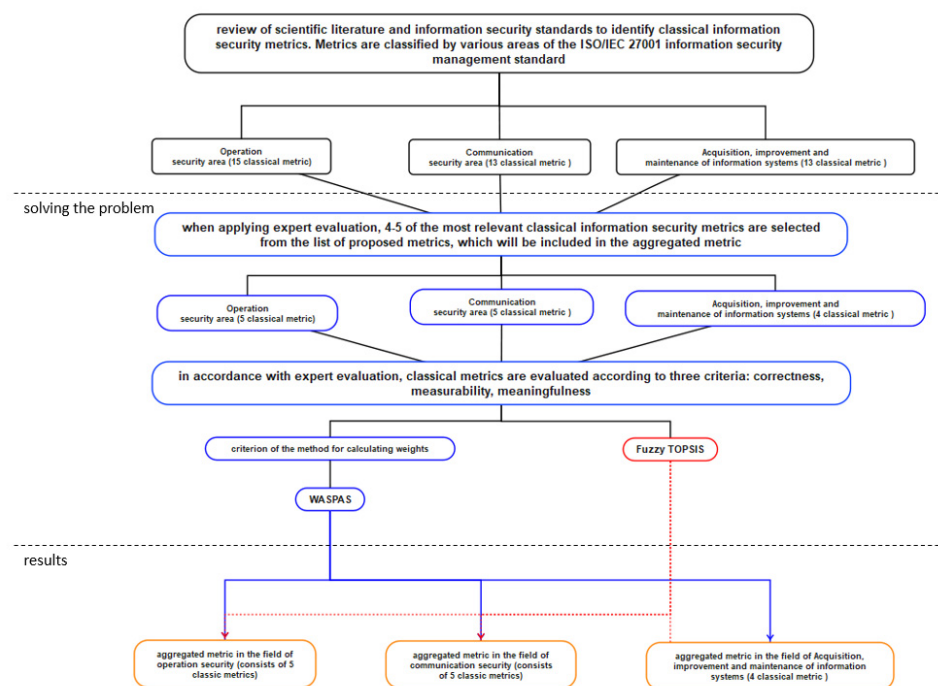 review of scientific literature and information security standards to identify classical information
security metrics. Metrics are classified by various areas of the ISO/IEC 27001 information security
management standard
Operation
security area (15 classical metric)
Communication
security area (13 classical metric )
Acquisition, improvement and
maintenance of information systems (13 classical metric )
solving the problem
when applying expert evaluation, 4-5 of the most relevant classical information security metrics are selected
from the list of proposed metrics, which will be included in the aggregated metric
Operation
security area (5 classical metric)
Communication
security area (5 classical metric )
Acquisition, improvement and
maintenance of information systems (4 classical metric )
in accordance with expert evaluation, classical metrics are evaluated according to three criteria: correctness,
measurability, meaningfulness
criterion of the method for calculating weights
Fuzzy TOPSIS
WASPAS
results
aggregated metric in the field of
operation security (consists of 5
classic metrics)
aggregated metric in the field of
communication security (consists
of 5 classic metrics)
aggregated metric in the field of Acquisition,
improvement and maintenance of information
systems (4 classical metric )